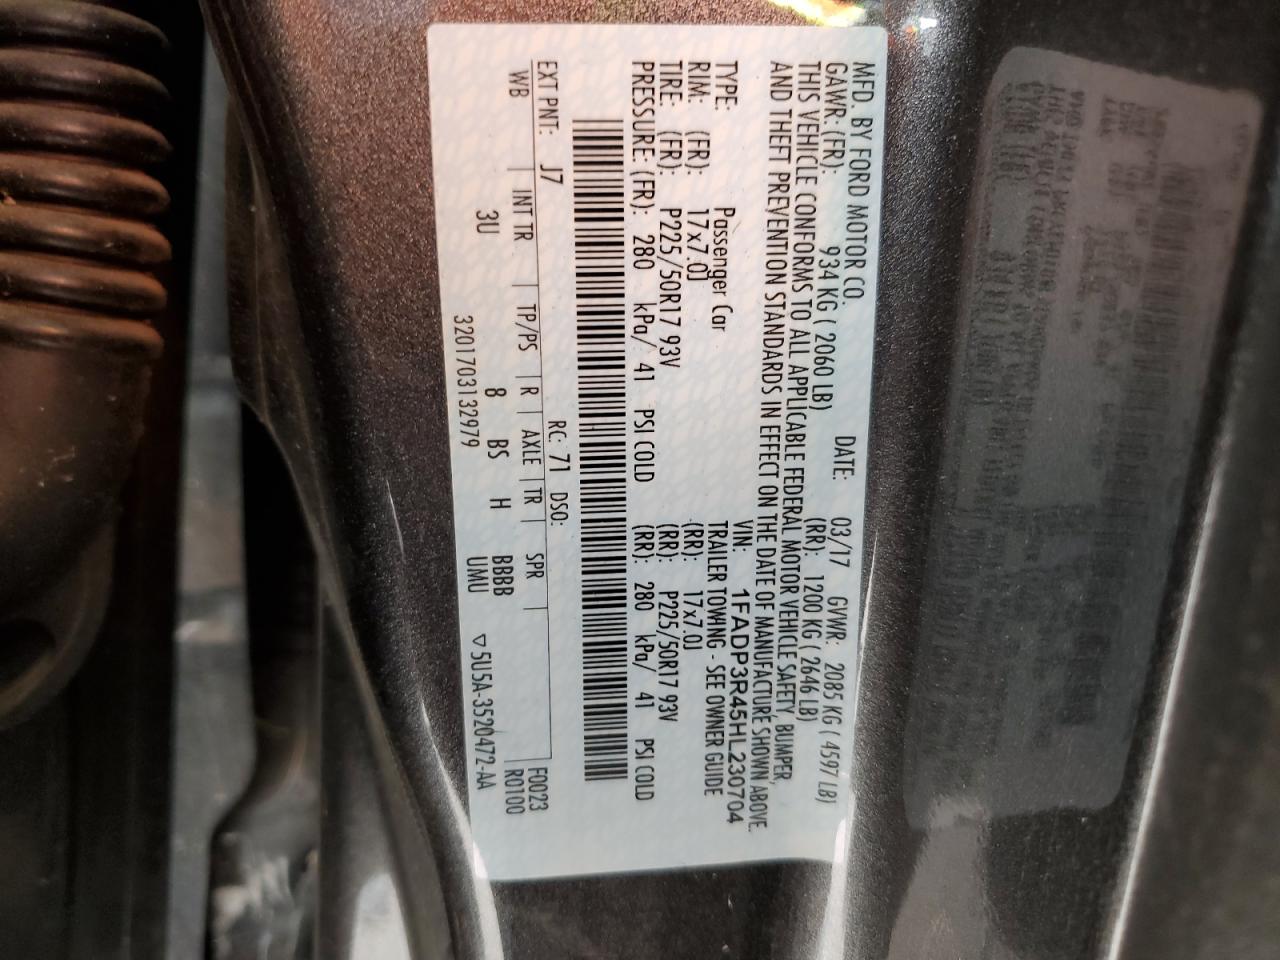 MFD. BY FORD MOTOR CO. DATE: 03/17 GVWR: 2085 KG ( 4597 LB)
GAWR: (FR): 934 KG ( 2060 LB) (RR): 1200 KG ( 2646 LB)
THIS VEHICLE CONFORMS TO ALL APPLICABLE FEDERAL MOTOR VEHICLE SAFETY, BUMPER,
AND THEFT PREVENTION STANDARDS IN EFFECT ON THE DATE OF MANUFACTURE SHOWN ABOVE.
VIN: 1FADP3R45HL230704
TYPE: Passenger Car TRAILER TOWING - SEE OWNER GUIDE
RIM: (FR): 17x7.0J (RR): 17x7.0J
TIRE: (FR): P225/50R17 93V (RR): P225/50R17 93V
PRESSURE: (FR): 280 kPa/ 41 PSI COLD (RR): 280 kPa/ 41 PSI COLD
EXT PNT: J7 RC: 71 DSO: F0023
WB INT TR TP/PS R AXLE TR SPR R0100
3U 8 BS H BBBB
3201703132979 UMU ▽5U5A-3520472-AA